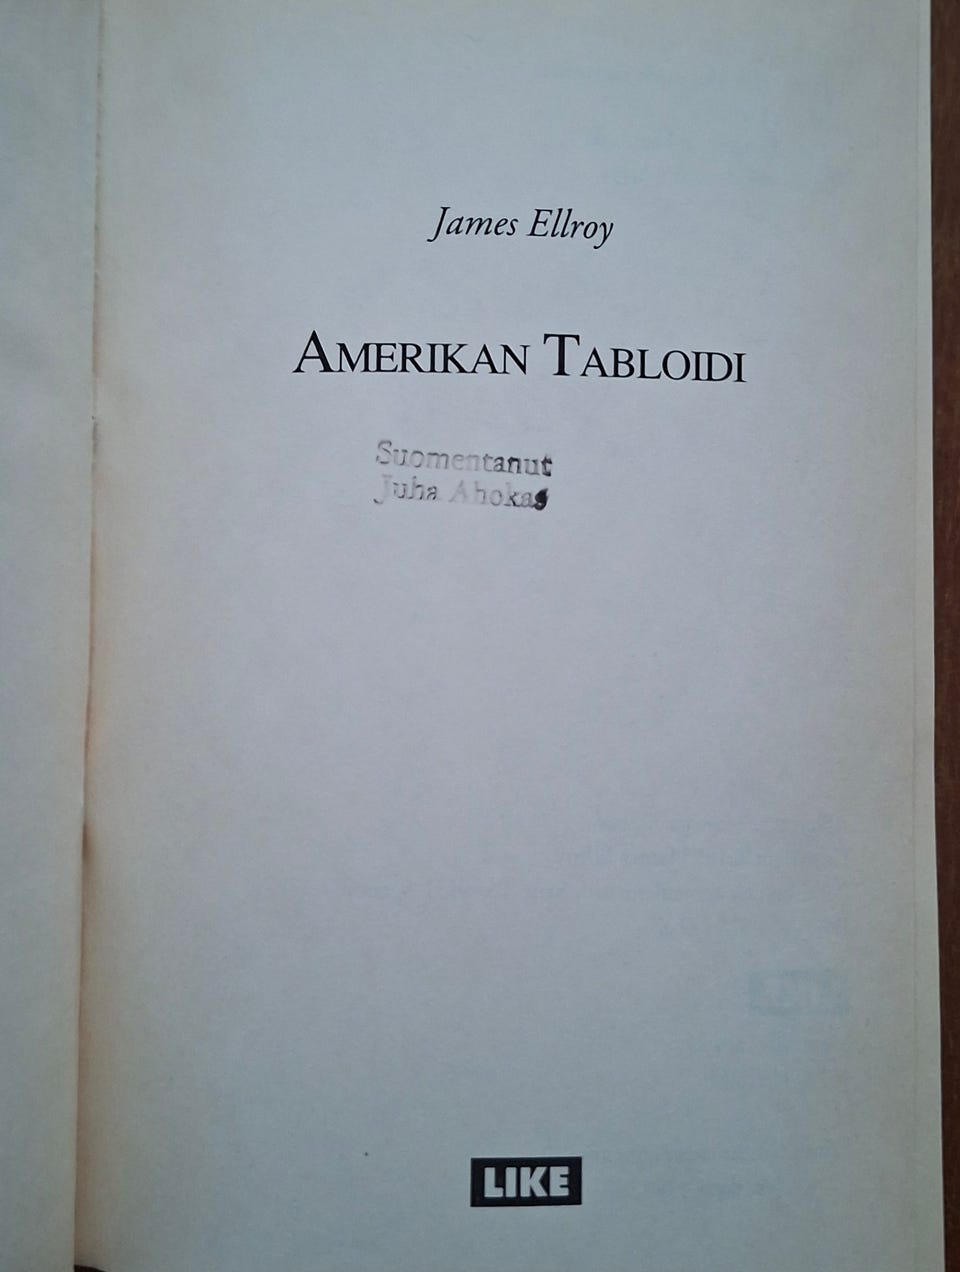 James Ellroy
AMERIKAN TABLOIDI
Suomentanut
Juha Ahokas
LIKE